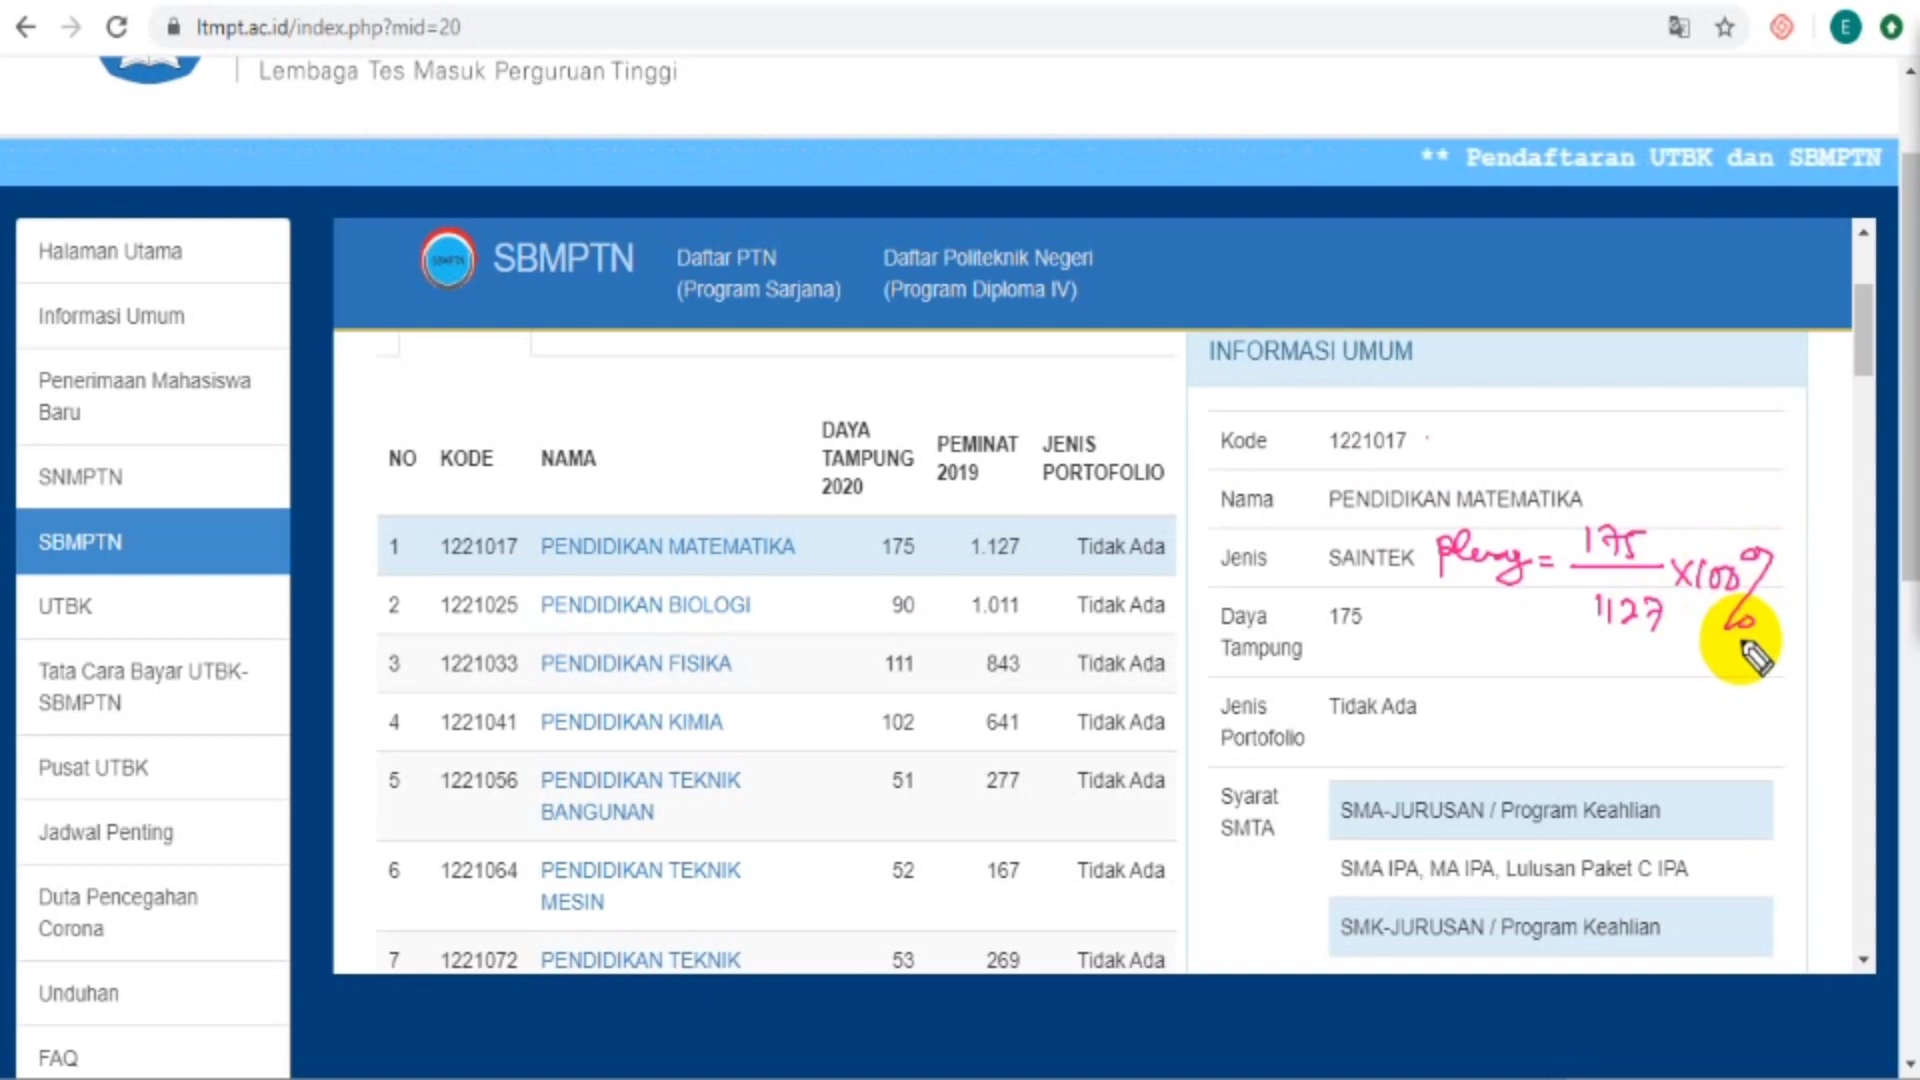 ltmpt.ac.id/index.php?mid=20
E
Lembaga Tes Masuk Perguruan Tinggi
** Pendaftaran UTBK dan SBMPTN
Halaman Utama
Informasi Umum
Penerimaan Mahasiswa
Baru
SNMPTN
SBMPTN
UTBK
Tata Cara Bayar UTBK-
SBMPTN
Pusat UTBK
Jadwal Penting
Duta Pencegahan
Corona
Unduhan
FAQ
SBMPTN SBMPTN
Daftar PTN
(Program Sarjana)
Daftar Politeknik Negeri
(Program Diploma IV)
NO KODE NAMA DAYA TAMPUNG 2020 PEMINAT 2019 JENIS PORTOFOLIO
1 1221017 PENDIDIKAN MATEMATIKA 175 1.127 Tidak Ada
2 1221025 PENDIDIKAN BIOLOGI 90 1.011 Tidak Ada
3 1221033 PENDIDIKAN FISIKA 111 843 Tidak Ada
4 1221041 PENDIDIKAN KIMIA 102 641 Tidak Ada
5 1221056 PENDIDIKAN TEKNIK 51 277 Tidak Ada
BANGUNAN
6 1221064 PENDIDIKAN TEKNIK 52 167 Tidak Ada
MESIN
7 1221072 PENDIDIKAN TEKNIK 53 269 Tidak Ada
INFORMASI UMUM
Kode 1221017
Nama PENDIDIKAN MATEMATIKA
Jenis SAINTEK
= 175
1127
x100%
Daya 175
Tampung
Jenis Tidak Ada
Portofolio
Syarat
SMTA
SMA-JURUSAN / Program Keahlian
SMA IPA, MA IPA, Lulusan Paket C IPA
SMK-JURUSAN / Program Keahlian